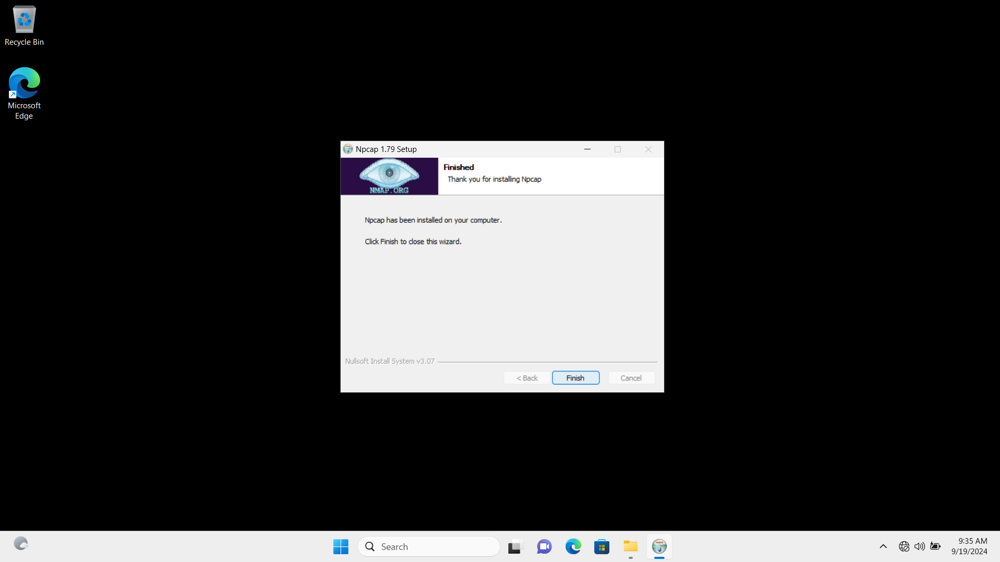 Recycle Bin
Microsoft
Edge
Npcap 1.79 Setup
NMAP.ORG
Finished
Thank you for installing Npcap
Npcap has been installed on your computer.
Click Finish to close this wizard.
Nullsoft Install System v3.07
< Back
Finish
Cancel
Search
9:35 AM
9/19/2024